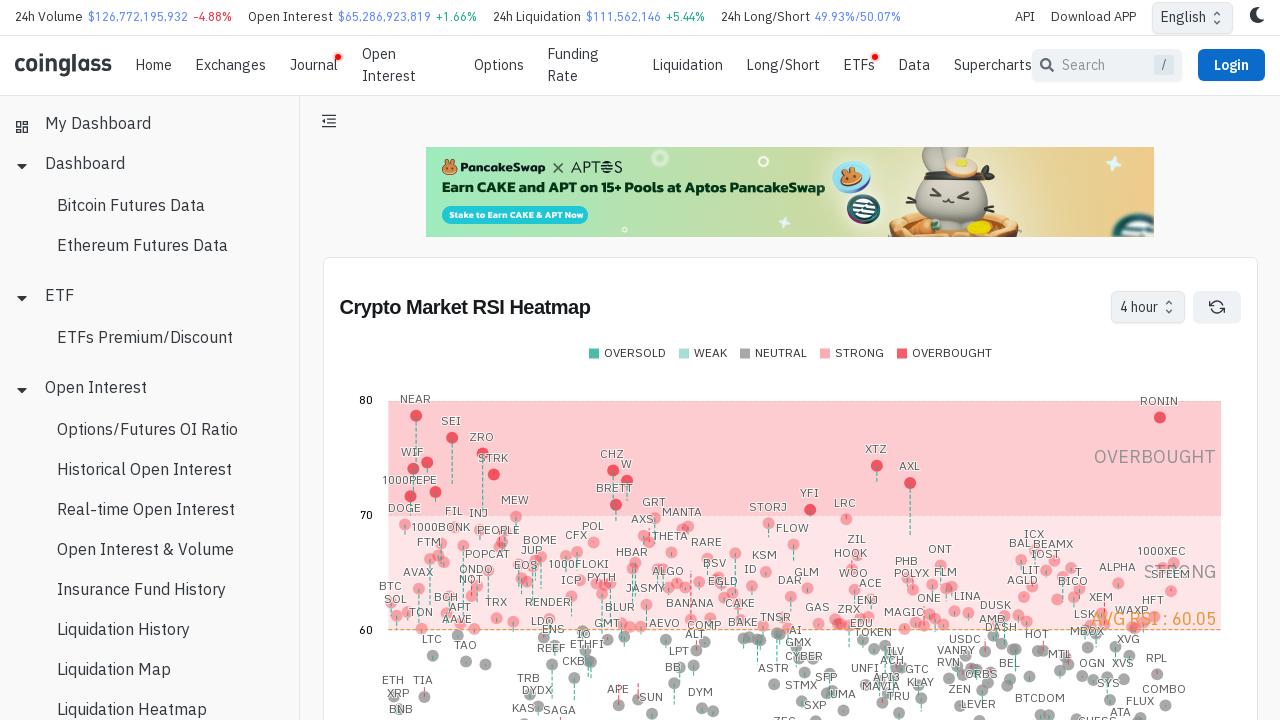 24h Volume $126,772,195,932 -4.88% Open Interest $65,286,923,819 +1.66% 24h Liquidation $111,562,146 +5.44% 24h Long/Short 49.93%/50.07% API Download APP English
coinglass Home Exchanges Journal Open Interest Options Funding Rate Liquidation Long/Short ETFs Data Supercharts Search / Login
My Dashboard
Dashboard
Bitcoin Futures Data
Ethereum Futures Data
ETF
ETFs Premium/Discount
Open Interest
Options/Futures OI Ratio
Historical Open Interest
Real-time Open Interest
Open Interest & Volume
Insurance Fund History
Liquidation History
Liquidation Map
Liquidation Heatmap
PancakeSwap × APTOS
Earn CAKE and APT on 15+ Pools at Aptos PancakeSwap
Stake to Earn CAKE & APT Now
Crypto Market RSI Heatmap
4 hour
OVERSOLD WEAK NEUTRAL STRONG OVERBOUGHT
80
NEAR RONIN
SEI
ZRO
WIF STRK CHZ W XTZ AXL
OVERBOUGHT
1000PEPE BRETT YFI
DOGE FIL INJ MEW GRT MANTA STORJ LRC
70
AXS
1000BONK PEOPLE POL FLOW
FTM BOME CFX THETA RARE ZIL ICX
POPCAT JUP HBAR KSM HOOK ONT BAL BEAMX
IOST 1000XEC
AVAX ONDO EOS 1000FLOKI ALGO BSV ID GLM WOO PHB POLYX FLM LIT T ALPHA STRONG
STEEM
BTC NOT ICP PYTH JASMY EGLD DAR ACE AGLD BICO
SOL BCH APT TRX RENDER BLUR BANANA CAKE GAS ENJ ONE LINA DUSK XEM HFT
TON AAVE LDO GMT AEVO COMP BAKE TNSR ZRX EDU MAGIC AMB LSK WAXP
AVG RSI : 60.05
60
LTC TAO ENS IO ALT AI TOKEN USDC DASH HOT MBOX XVG
REEF ETHFI LPT GMX ILV VANRY MTL
CKB BB ASTR CYBER UNFI ACH GTC RVN BEL OGN XVS RPL
ETH TIA TRB SFP API3 ORBS SYS
XRP DYDX APE SUN DYM STMX UMA MAVIA KLAY TRU ZEN BTCDOM COMBO
BNB KAS SAGA SXP LEVER FLUX
ATA